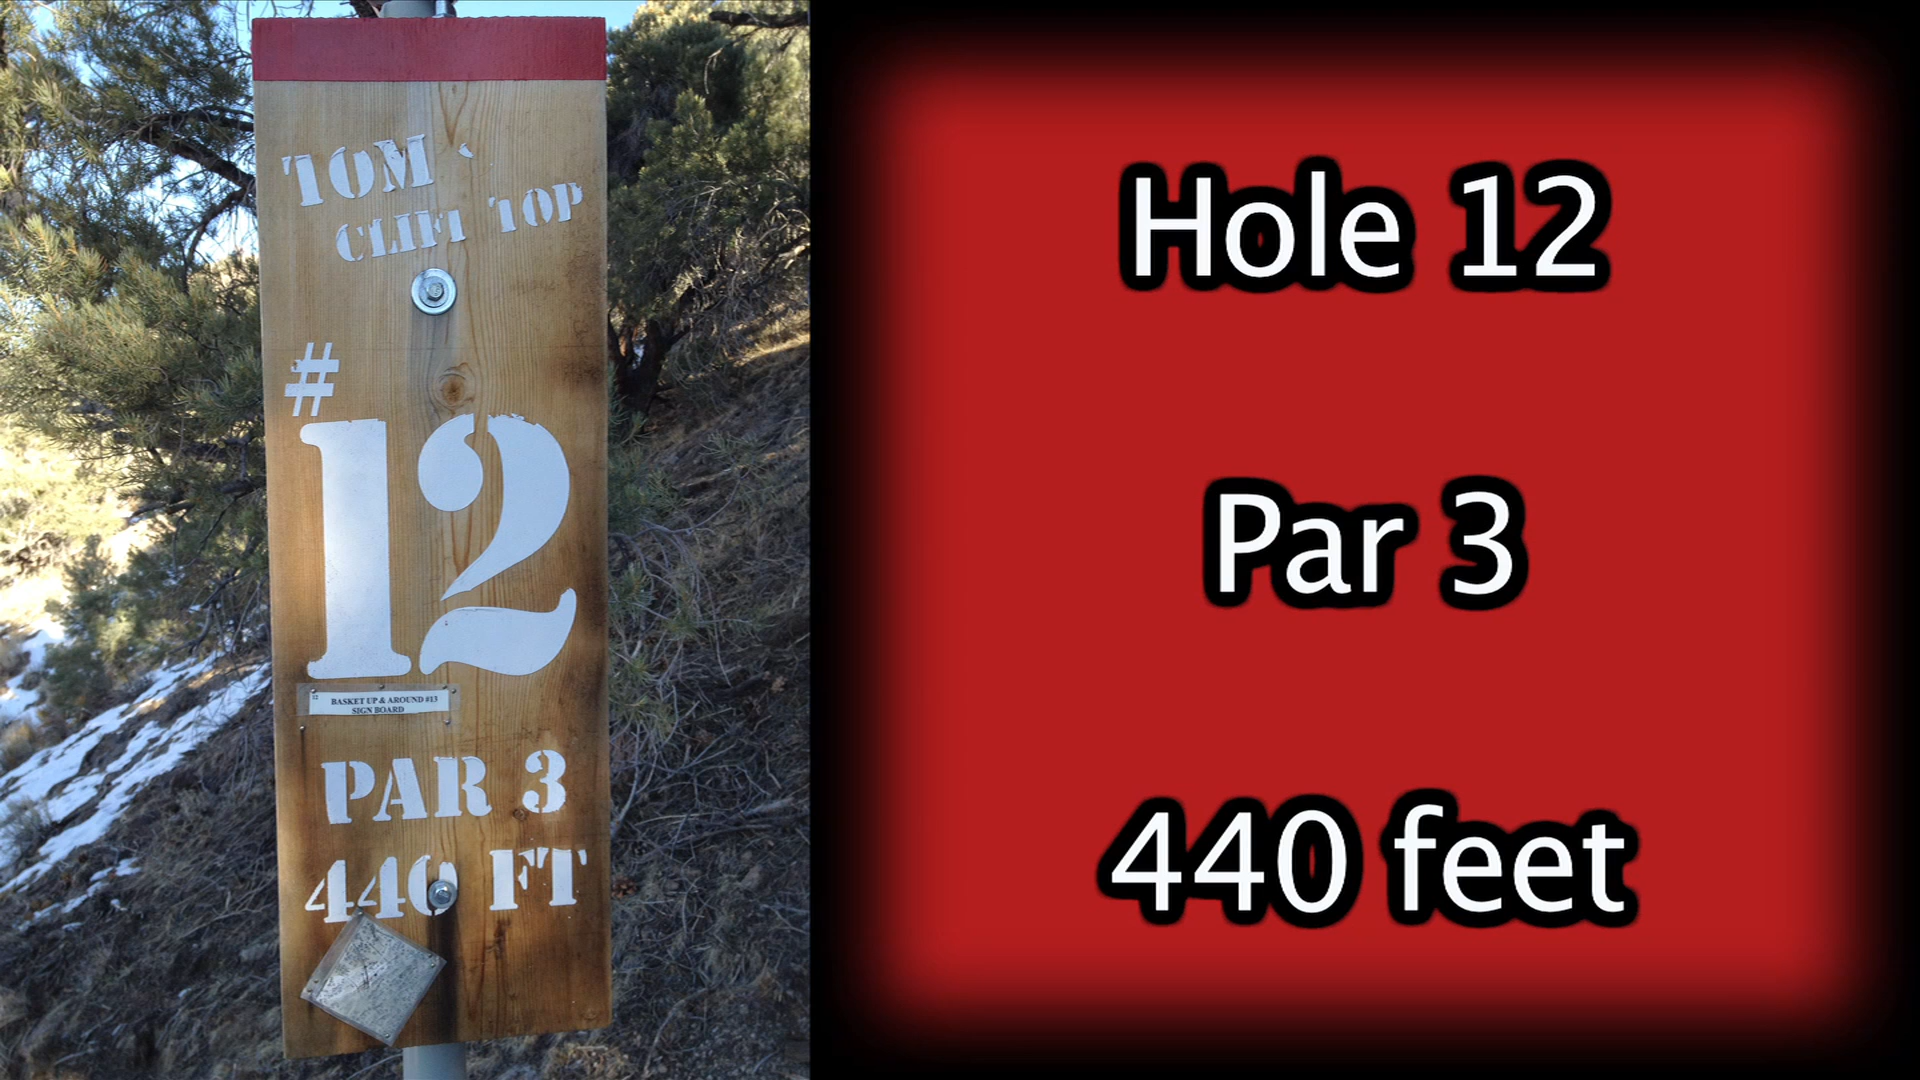 TOM
CLIFF TOP
#
12
12 BASKET UP & AROUND #13
SIGN BOARD
PAR 3
440 FT
Hole 12
Par 3
440 feet